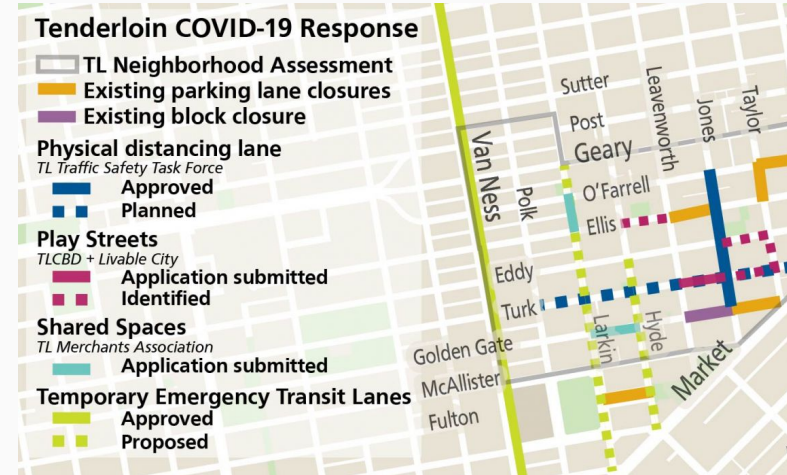 Tenderloin COVID-19 Response
TL Neighborhood Assessment
Existing parking lane closures
Existing block closure
Physical distancing lane
TL Traffic Safety Task Force
Approved
Planned
Play Streets
TLCBD + Livable City
Application submitted
Identified
Shared Spaces
TL Merchants Association
Application submitted
Temporary Emergency Transit Lanes
Approved
Proposed
Sutter
Post
Geary
O'Farrell
Ellis
Eddy
Turk
Golden Gate
McAllister
Fulton
Van Ness
Polk
Larkin
Hyde
Leavenworth
Jones
Taylor
Market